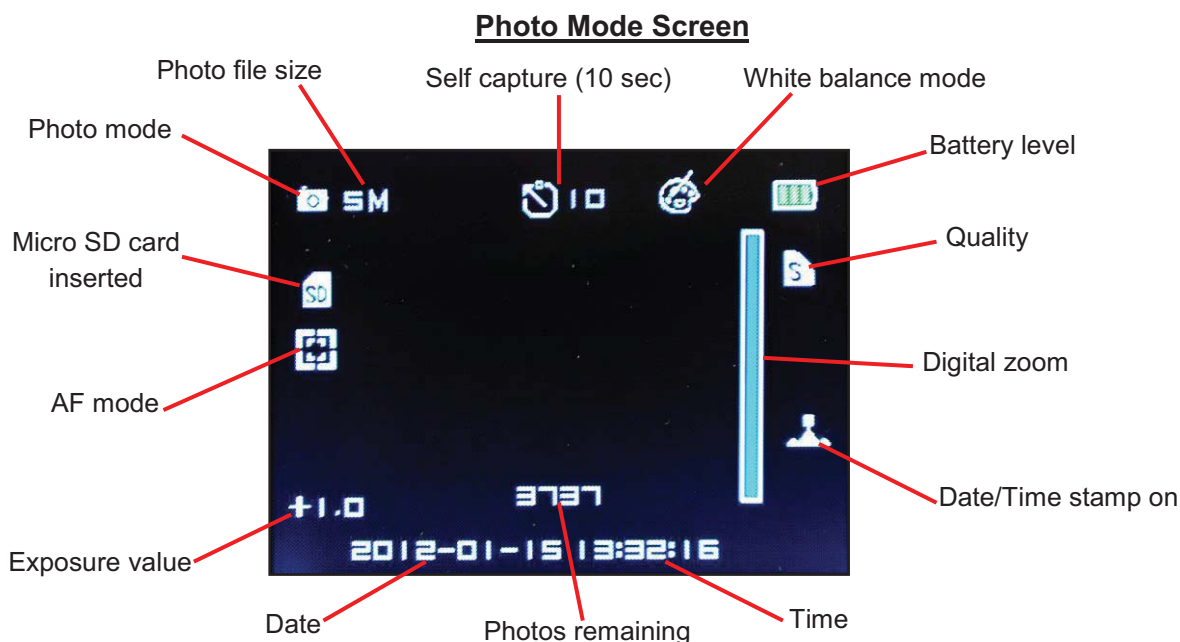 Photo Mode Screen
Photo file size
Self capture (10 sec)
White balance mode
Photo mode
Battery level
5M
10
Micro SD card
inserted
Quality
S
SD
Digital zoom
AF mode
3737
Date/Time stamp on
+1.0
Exposure value
2012-01-15 13:32:16
Date
Photos remaining
Time